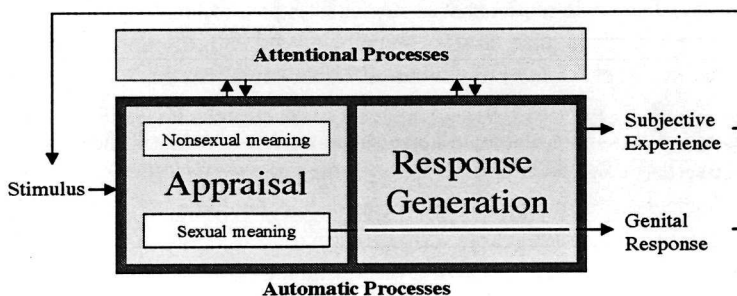 Attentional Processes
Nonsexual meaning
Appraisal
Sexual meaning
Response
Generation
Stimulus
Subjective
Experience
Genital
Response
Automatic Processes